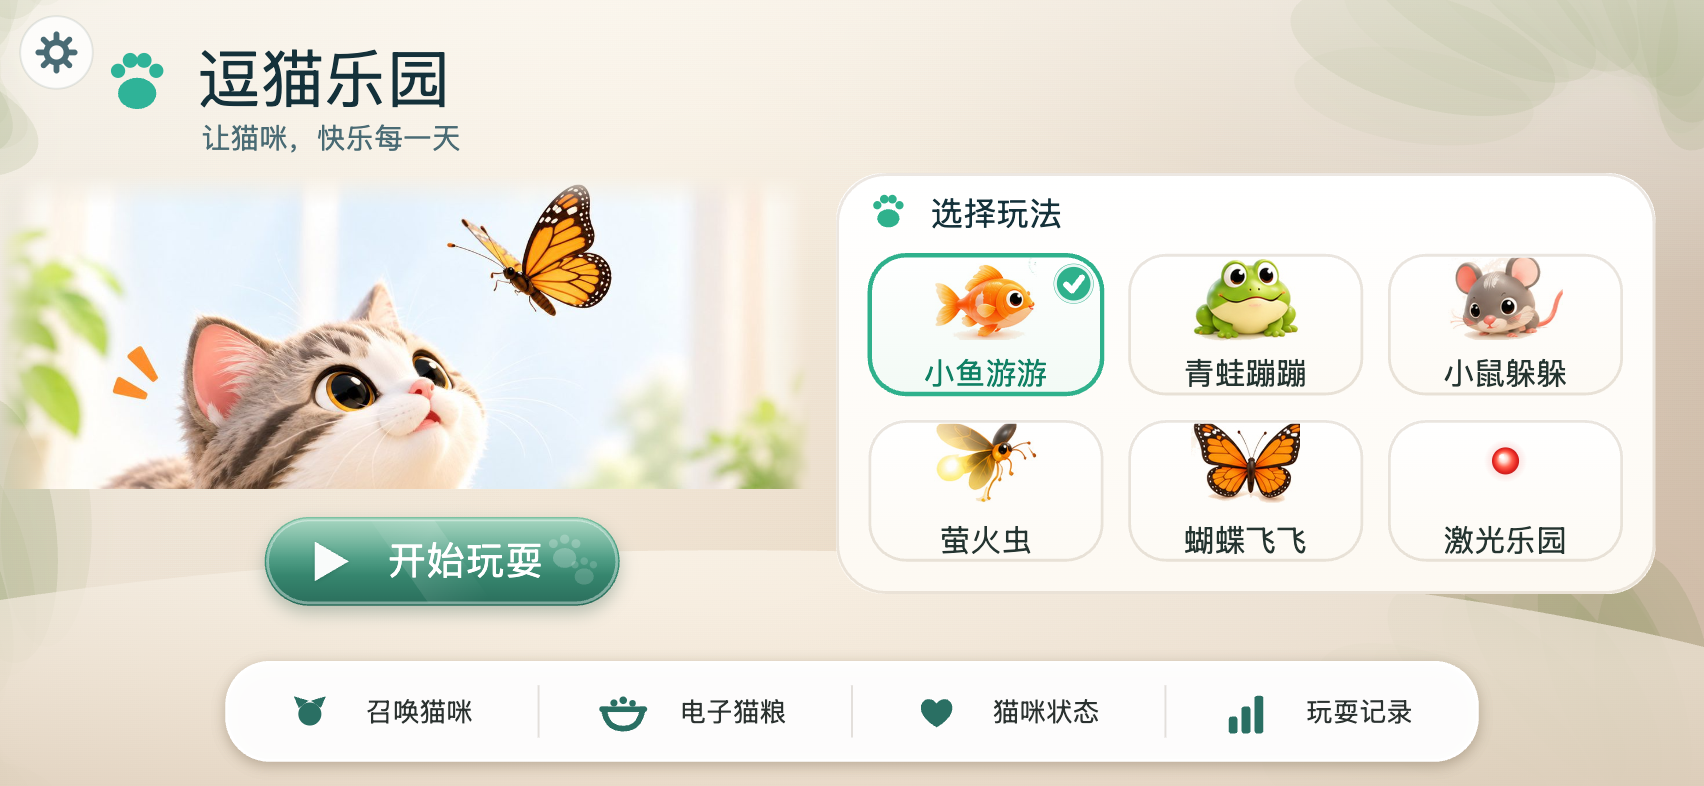 逗猫乐园
让猫咪，快乐每一天
选择玩法
小鱼游游
青蛙蹦蹦
小鼠躲躲
萤火虫
蝴蝶飞飞
激光乐园
开始玩耍
召唤猫咪
电子猫粮
猫咪状态
玩耍记录